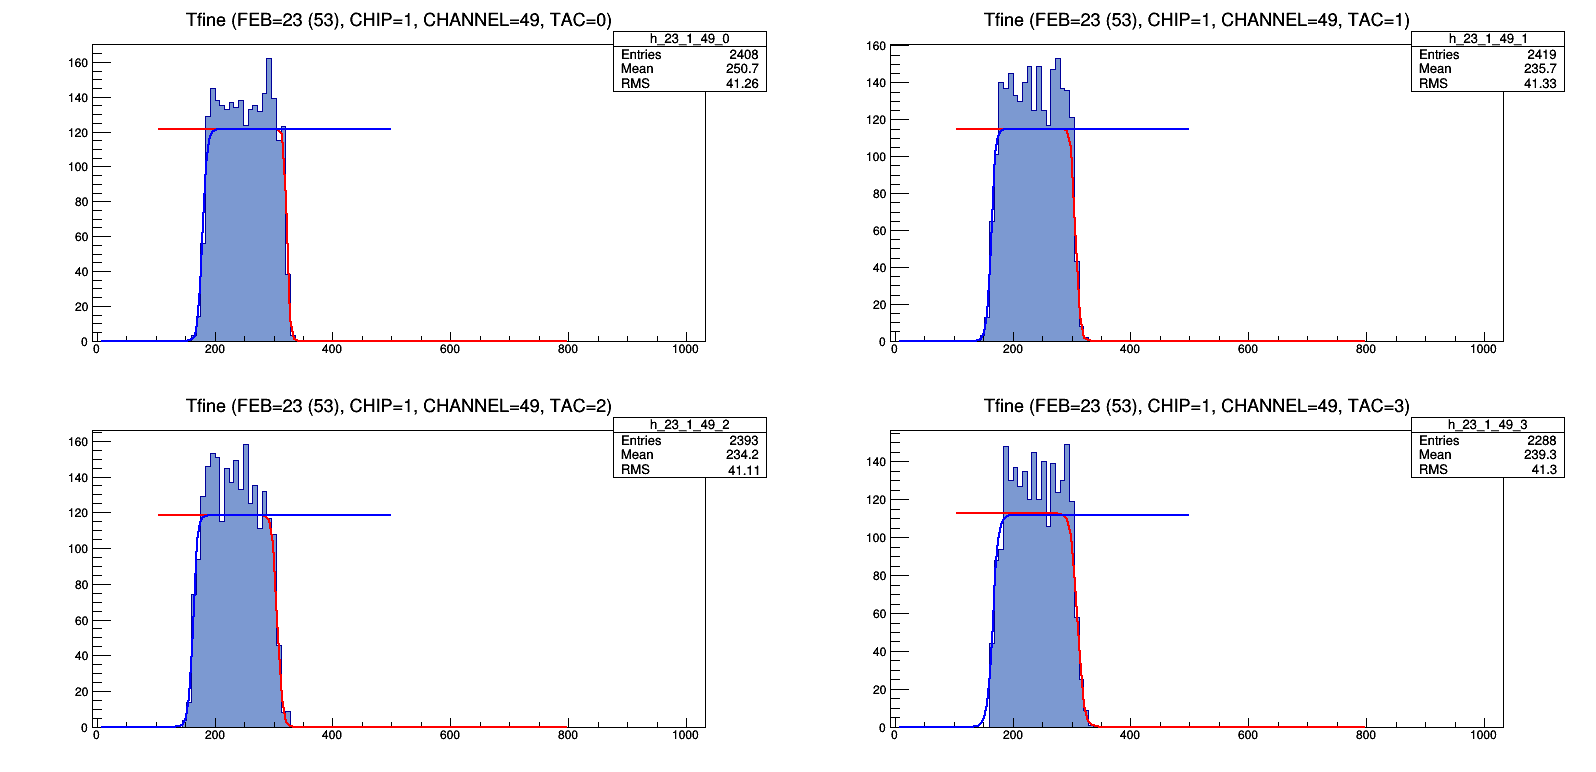 Tfine (FEB=23 (53), CHIP=1, CHANNEL=49, TAC=0)
h_23_1_49_0
Entries 2408
Mean 250.7
RMS 41.26
160
140
120
100
80
60
40
20
0
0 200 400 600 800 1000
Tfine (FEB=23 (53), CHIP=1, CHANNEL=49, TAC=1)
h_23_1_49_1
Entries 2419
Mean 235.7
RMS 41.33
160
140
120
100
80
60
40
20
0
0 200 400 600 800 1000
Tfine (FEB=23 (53), CHIP=1, CHANNEL=49, TAC=2)
h_23_1_49_2
Entries 2393
Mean 234.2
RMS 41.11
160
140
120
100
80
60
40
20
0
0 200 400 600 800 1000
Tfine (FEB=23 (53), CHIP=1, CHANNEL=49, TAC=3)
h_23_1_49_3
Entries 2288
Mean 239.3
RMS 41.3
140
120
100
80
60
40
20
0
0 200 400 600 800 1000